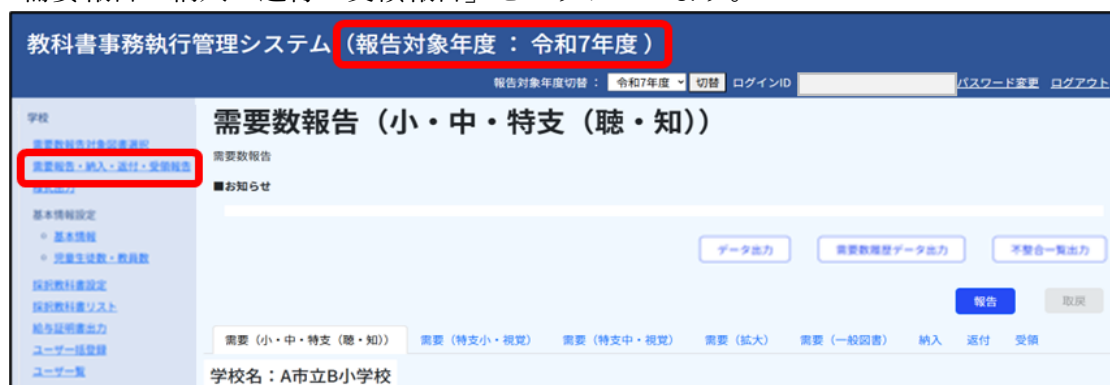 教科書事務執行管理システム（報告対象年度 ： 令和7年度 ）
報告対象年度切替： 令和7年度 切替 ログインID パスワード変更 ログアウト
学校
需要数報告対象図書選択
需要報告・納入・返付・受領報告
基本情報設定
基本情報
児童生徒数・教員数
採択教科書設定
採択教科書リスト
給与証明書出力
ユーザー一括登録
ユーザ一覧
需要数報告（小・中・特支（聴・知））
需要数報告
■お知らせ
データ出力 需要数履歴データ出力 不整合一覧出力
報告 取戻
需要（小・中・特支（聴・知）） 需要（特支小・視覚） 需要（特支中・視覚） 需要（拡大） 需要（一般図書） 納入 返付 受領
学校名：A市立B小学校